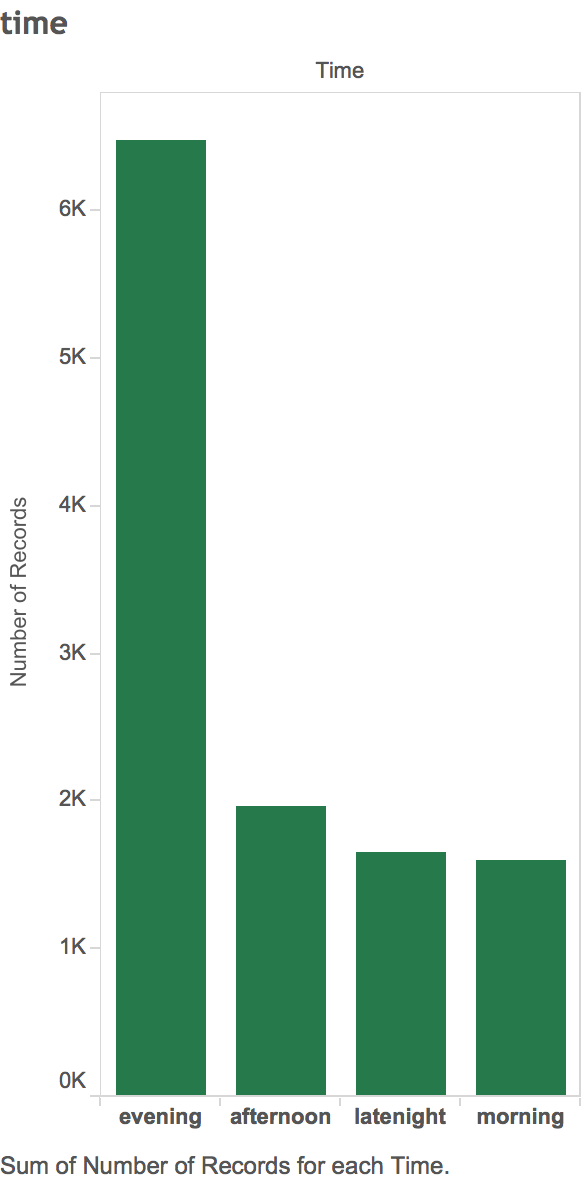 time
Time
6K
5K
4K
3K
2K
1K
0K
Number of Records
evening afternoon latenight morning
Sum of Number of Records for each Time.